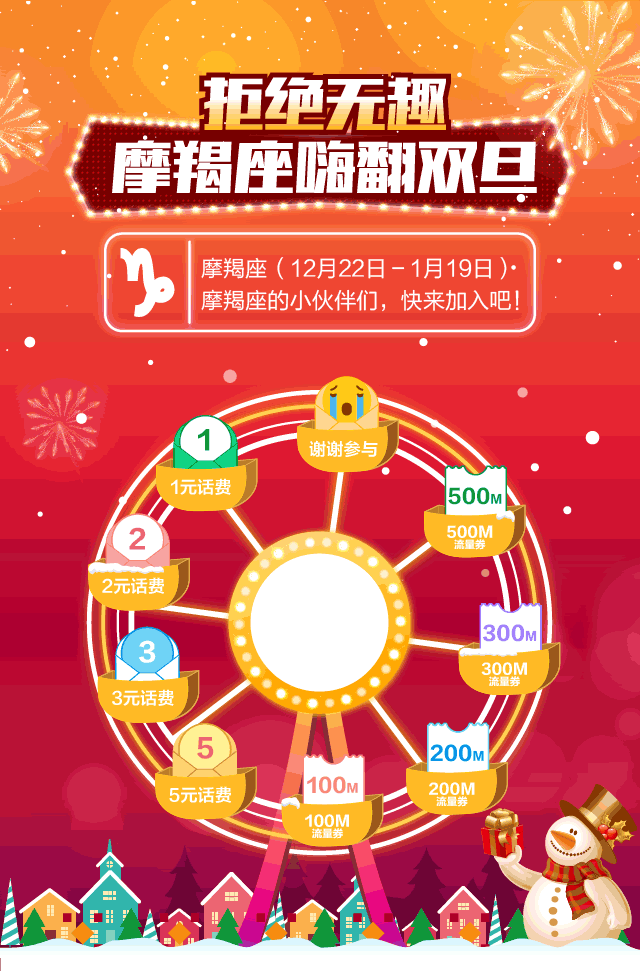 拒绝无趣
摩羯座嗨翻双旦
摩羯座（12月22日－1月19日）·
摩羯座的小伙伴们，快来加入吧！
谢谢参与
1
1元话费
500M
500M
流量券
2
2元话费
300M
300M
流量券
3
3元话费
200M
200M
流量券
5
5元话费
100M
100M
流量券